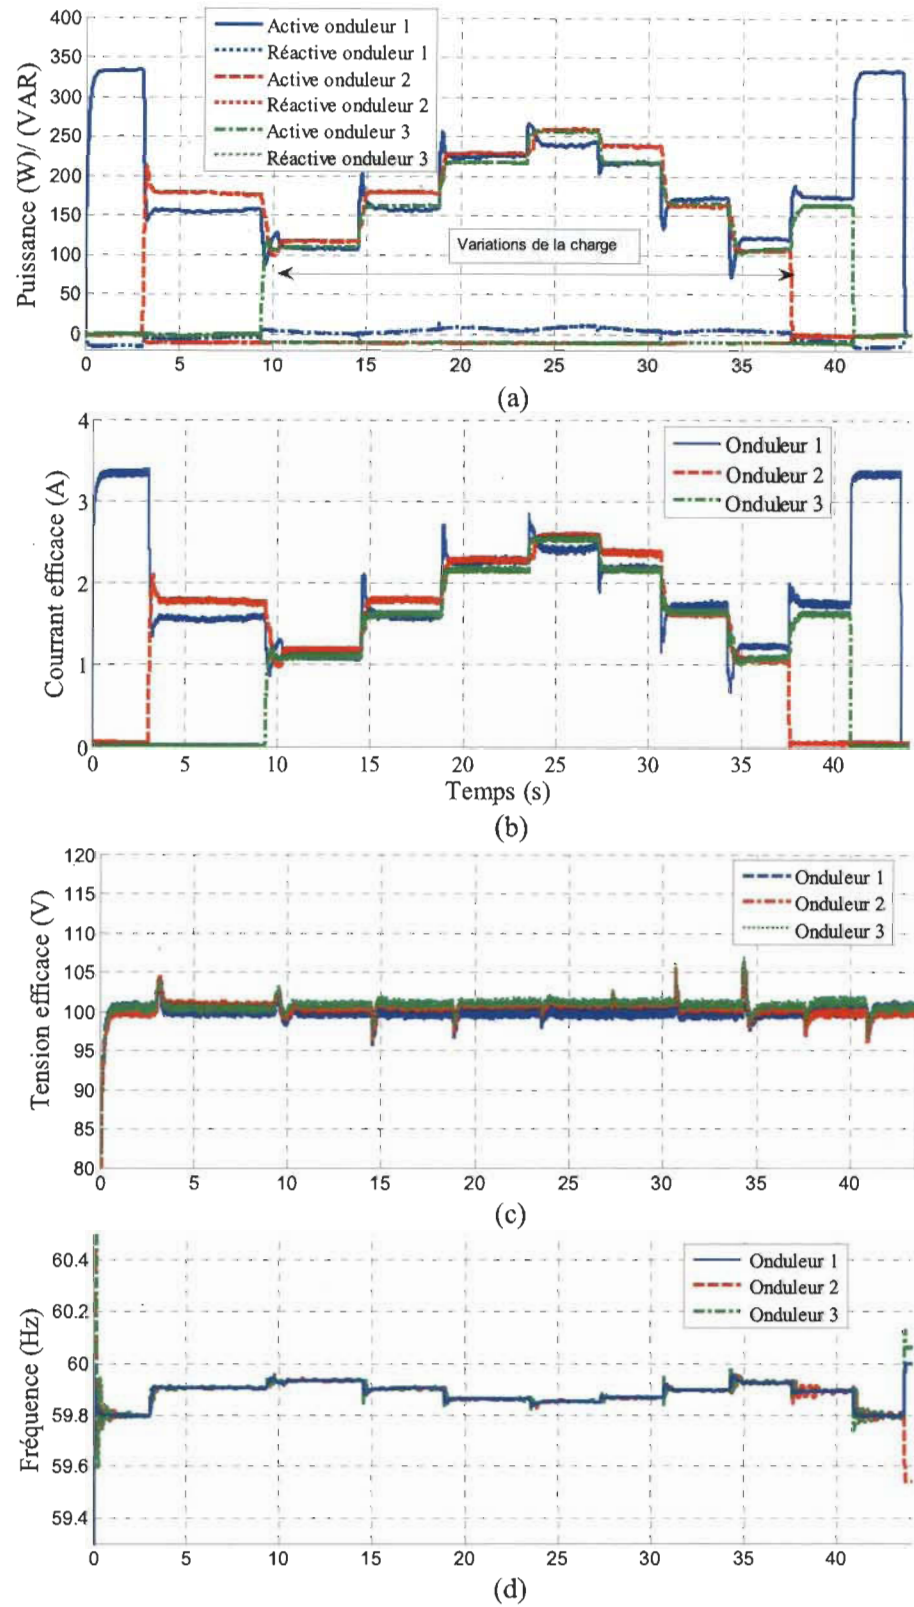 Active onduleur 1
Réactive onduleur 1
Active onduleur 2
Réactive onduleur 2
Active onduleur 3
Réactive onduleur 3
Variations de la charge
Puissance (W)/ (VAR)
400
350
300
250
200
150
100
50
0
0 5 10 15 20 25 30 35 40
(a)
Onduleur 1
Onduleur 2
Onduleur 3
Courrant efficace (A)
4
3
2
1
0
0 5 10 15 20 25 30 35 40
Temps (s)
(b)
Onduleur 1
Onduleur 2
Onduleur 3
Tension efficace (V)
120
115
110
105
100
95
90
85
80
0 5 10 15 20 25 30 35 40
(c)
Onduleur 1
Onduleur 2
Onduleur 3
Fréquence (Hz)
60.4
60.2
60
59.8
59.6
59.4
0 5 10 15 20 25 30 35 40
(d)